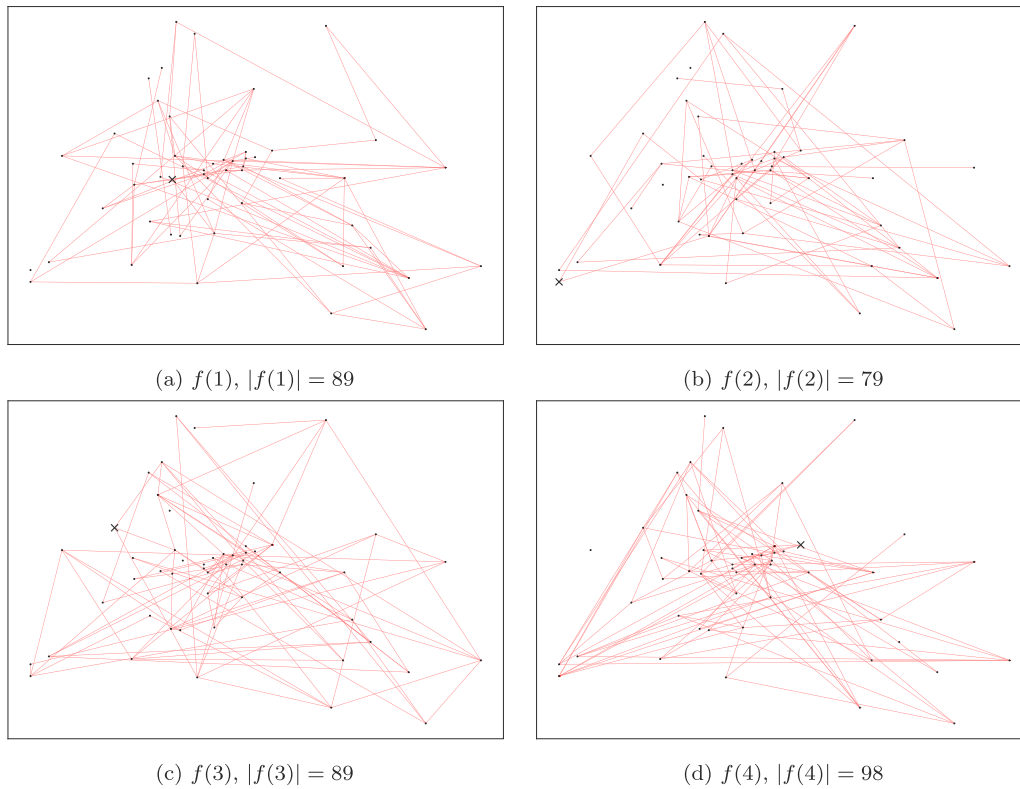 (a) f(1), |f(1)| = 89
(b) f(2), |f(2)| = 79
(c) f(3), |f(3)| = 89
(d) f(4), |f(4)| = 98